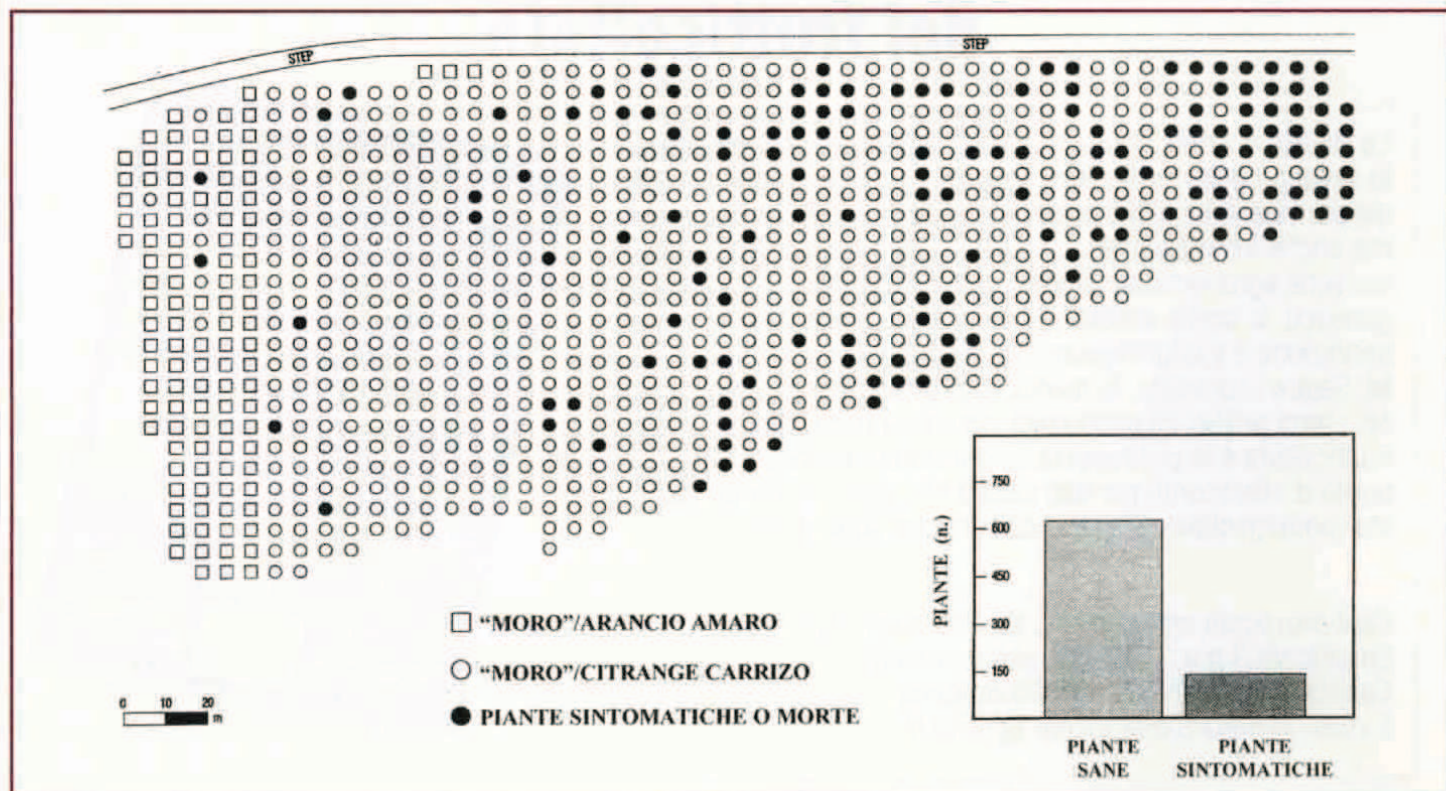 STEP
STEP
"MORO"/ARANCIO AMARO
"MORO"/CITRANGE CARRIZO
PIANTE SINTOMATICHE O MORTE
0 10 20
m
PIANTE (n.)
750
600
450
300
150
PIANTE
SANE
PIANTE
SINTOMATICHE